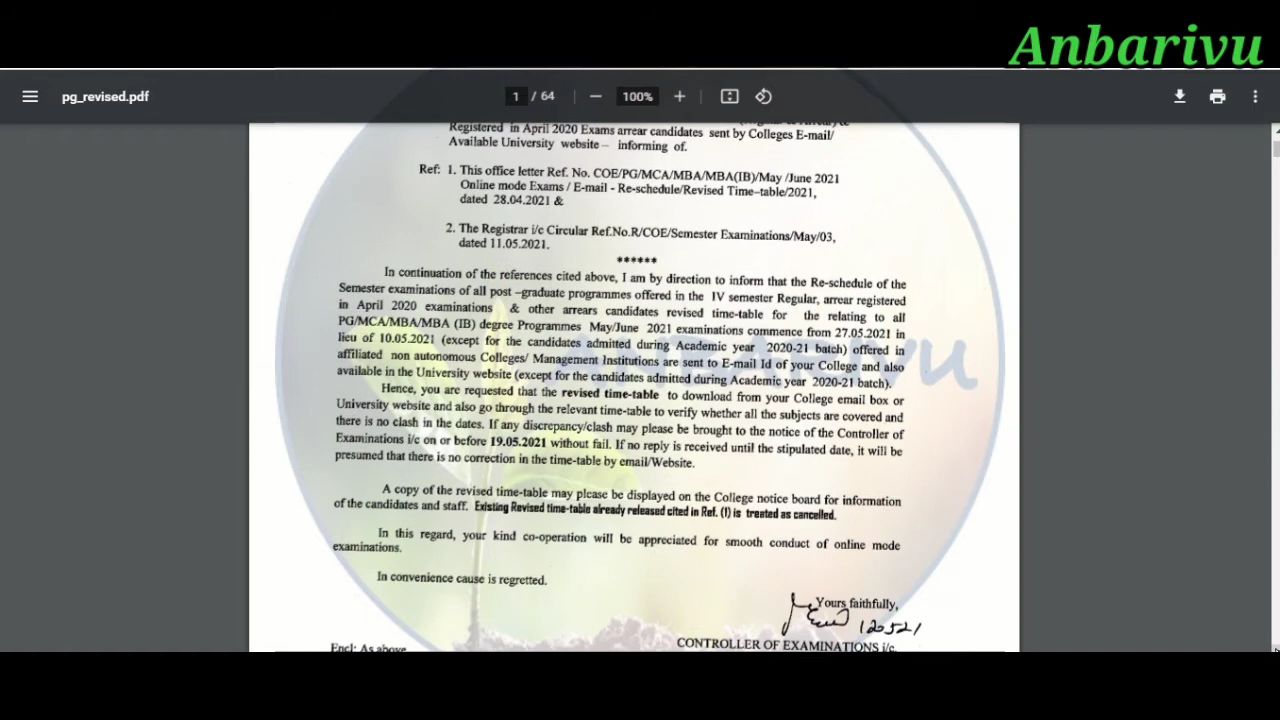 Anbarivu
pg_revised.pdf
1 / 64
100%
Registered in April 2020 Exams arrear candidates sent by Colleges E-mail/
Available University website – informing of.
Ref: 1. This office letter Ref. No. COE/PG/MCA/MBA/MBA(IB)/May /June 2021
Online mode Exams / E-mail - Re-schedule/Revised Time–table/2021,
dated 28.04.2021 &
2. The Registrar i/c Circular Ref.No.R/COE/Semester Examinations/May/03,
dated 11.05.2021.
******
In continuation of the references cited above, I am by direction to inform that the Re-schedule of the
Semester examinations of all post –graduate programmes offered in the IV semester Regular, arrear registered
in April 2020 examinations & other arrears candidates revised time-table for the relating to all
PG/MCA/MBA/MBA (IB) degree Programmes May/June 2021 examinations commence from 27.05.2021 in
lieu of 10.05.2021 (except for the candidates admitted during Academic year 2020-21 batch) offered in
affiliated non autonomous Colleges/ Management Institutions are sent to E-mail Id of your College and also
available in the University website (except for the candidates admitted during Academic year 2020-21 batch).
Hence, you are requested that the revised time-table to download from your College email box or
University website and also go through the relevant time-table to verify whether all the subjects are covered and
there is no clash in the dates. If any discrepancy/clash may please be brought to the notice of the Controller of
Examinations i/c on or before 19.05.2021 without fail. If no reply is received until the stipulated date, it will be
presumed that there is no correction in the time-table by email/Website.
A copy of the revised time-table may please be displayed on the College notice board for information
of the candidates and staff. Existing Revised time-table already released cited in Ref. (1) is treated as cancelled.
In this regard, your kind co-operation will be appreciated for smooth conduct of online mode
examinations.
In convenience cause is regretted.
Yours faithfully,
120521
CONTROLLER OF EXAMINATIONS i/c.
Encl: As above